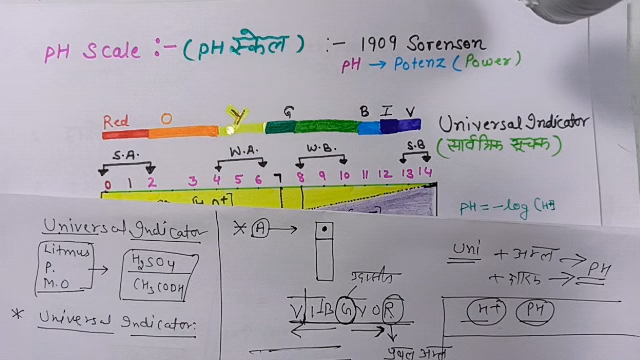 pH Scale :- (pH स्केल) :- 1909 Sorenson
pH → Potenz (Power)
Red O Y G B I V
Universal Indicator
(सार्वत्रिक सूचक)
S.A. W.A. W.B. S.B
0 1 2 3 4 5 6 7 8 9 10 11 12 13 14
pH = -log [H+]
Universal Indicator
Litmus
P.
M.O
→
H₂SO₄
CH₃COOH
* Universal Indicator:
* A →
उदासीन
V I B G Y O R
प्रबल अम्ल
Uni + अम्ल → PH
+ क्षारक →
H+ PH